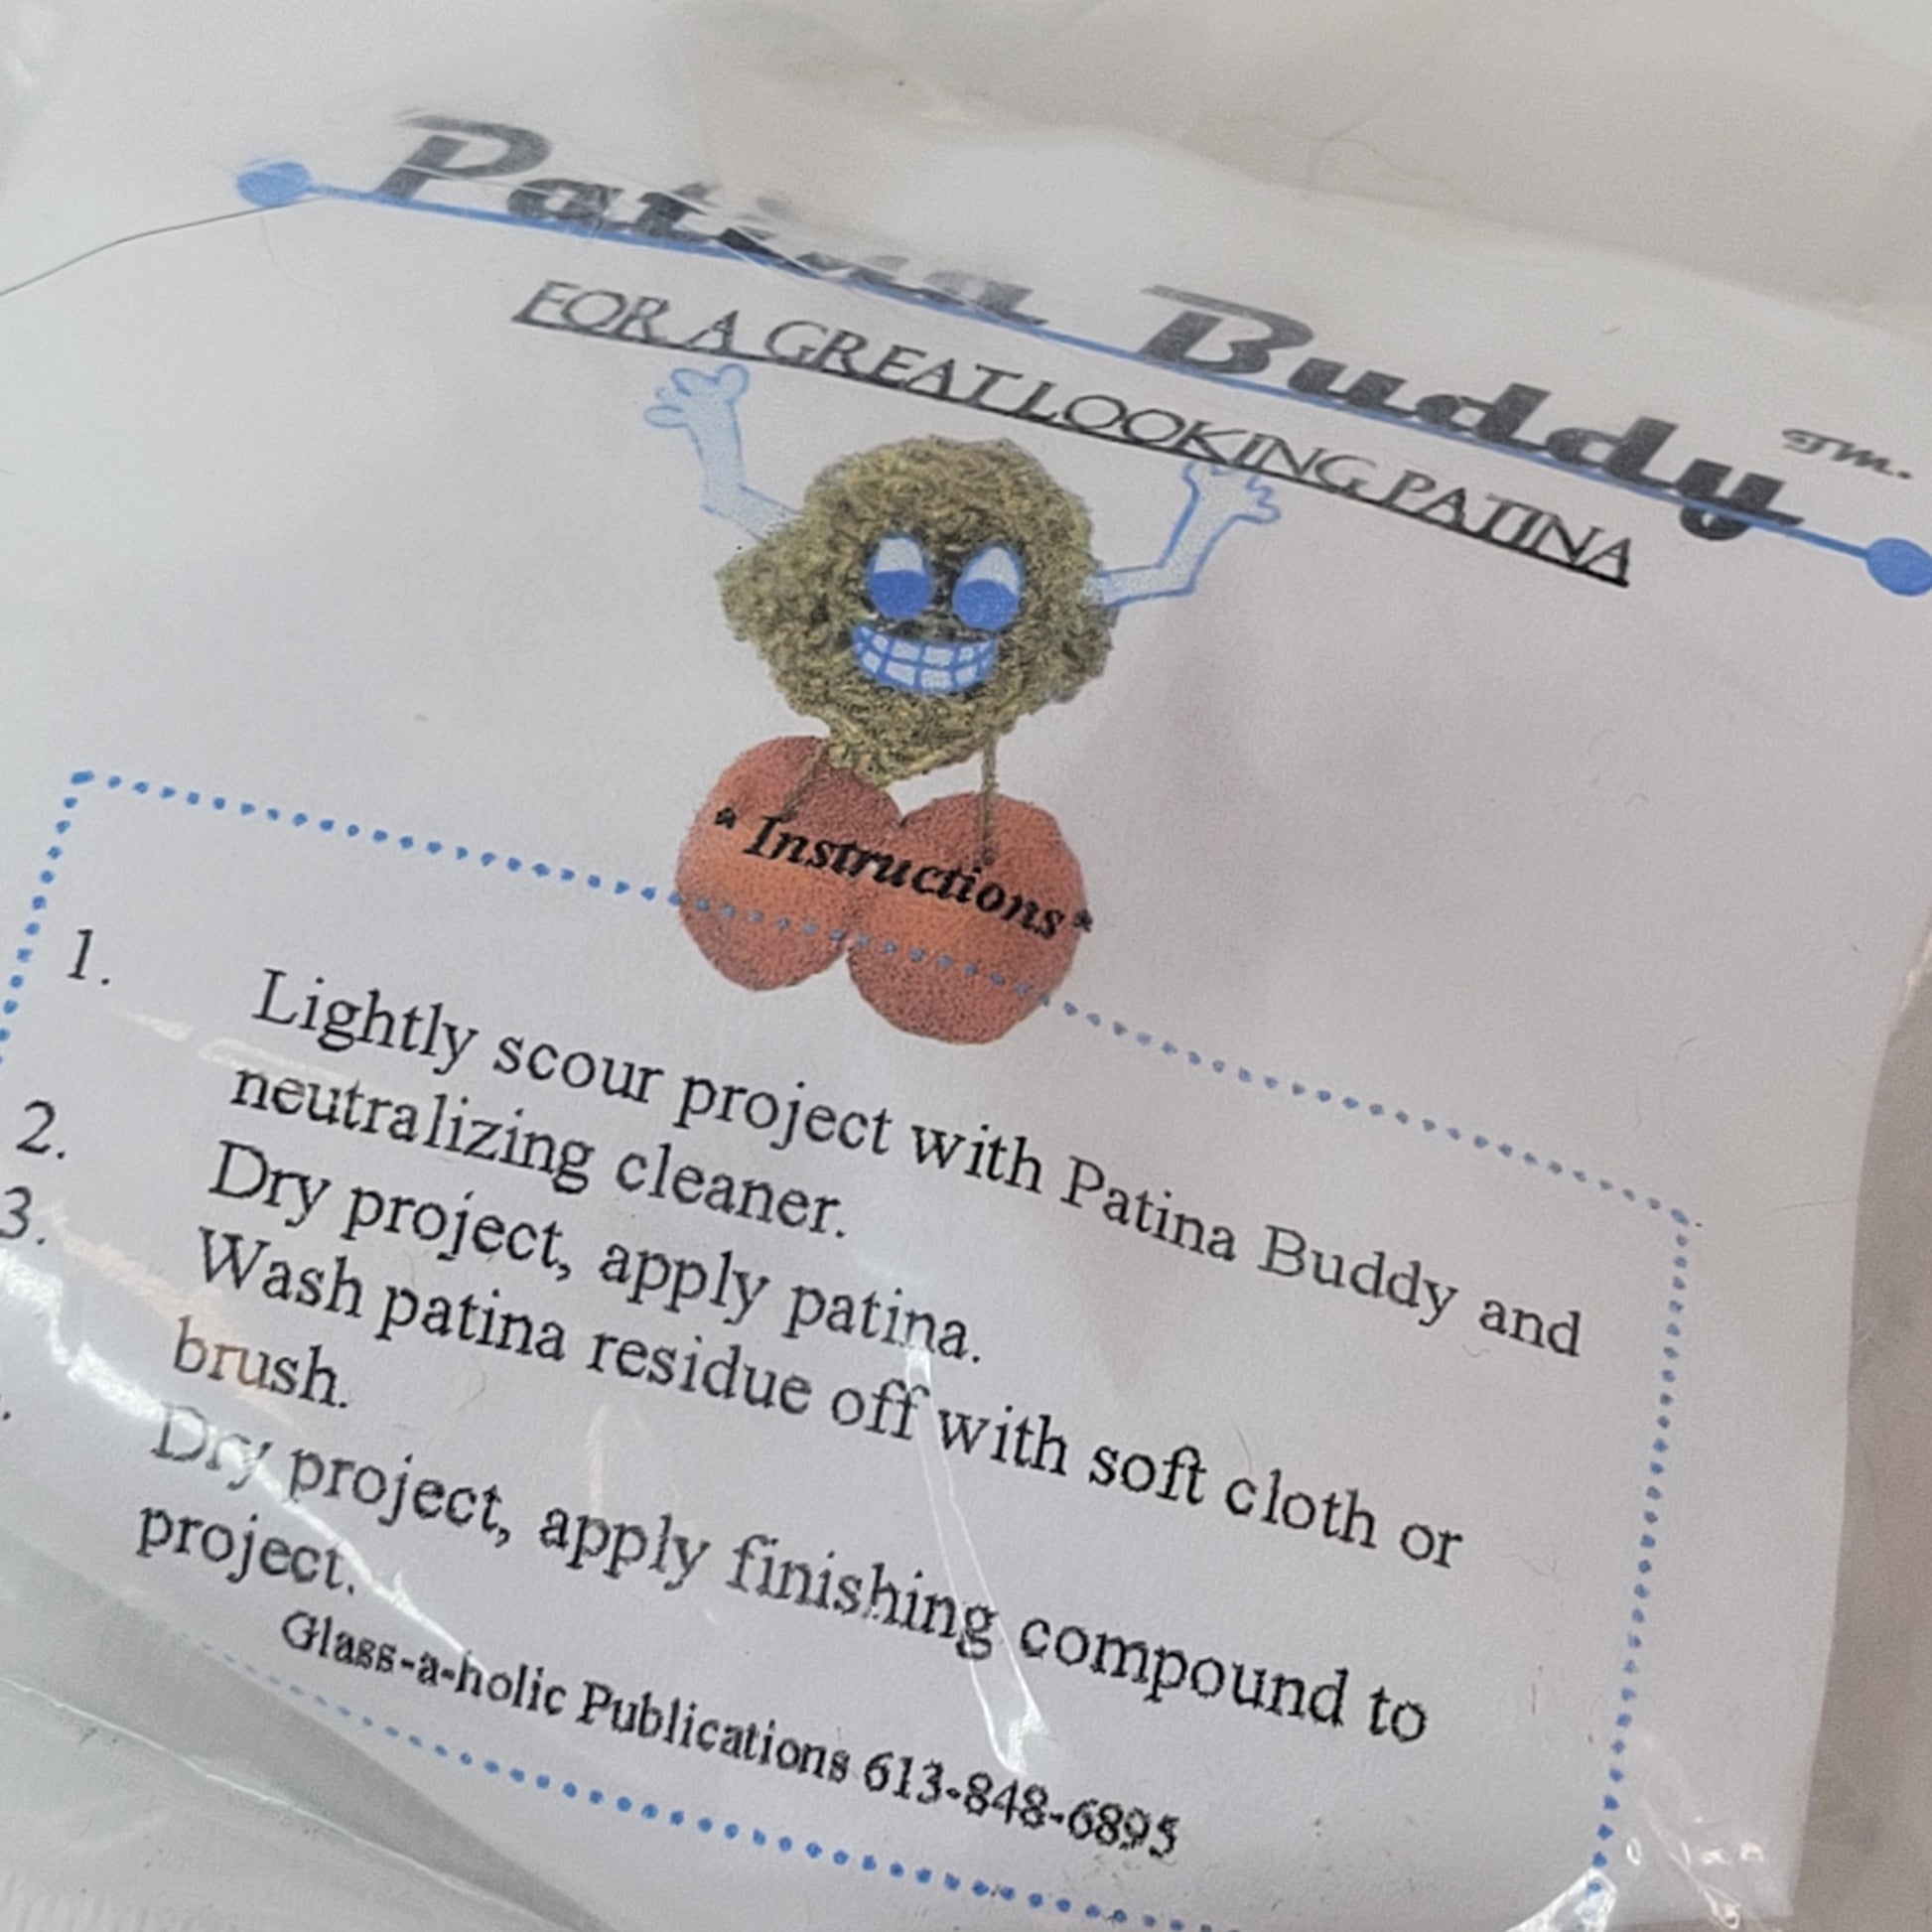 Patina Buddy TM.
FOR A GREAT LOOKING PATINA
* Instructions *
1. Lightly scour project with Patina Buddy and
neutralizing cleaner.
2. Dry project, apply patina.
3. Wash patina residue off with soft cloth or
brush.
. Dry project, apply finishing compound to
project.
Glass-a-holic Publications 613-848-6895